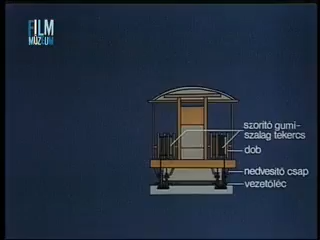 FILM
MÚZEUM
szorító gumi-
szalag tekercs
dob
nedvesítő csap
vezetőléc